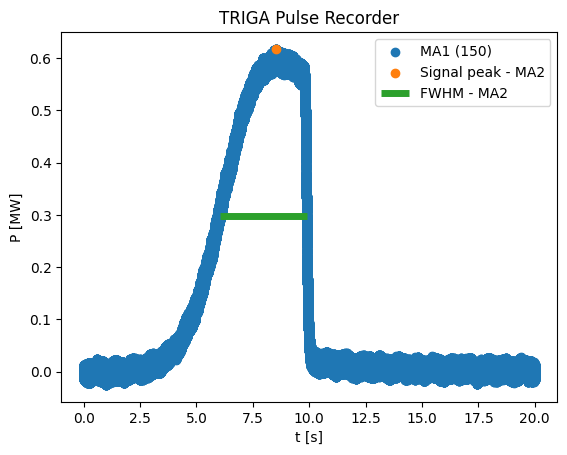 TRIGA Pulse Recorder
MA1 (150)
Signal peak - MA2
FWHM - MA2
P [MW]
0.6
0.5
0.4
0.3
0.2
0.1
0.0
0.0 2.5 5.0 7.5 10.0 12.5 15.0 17.5 20.0
t [s]